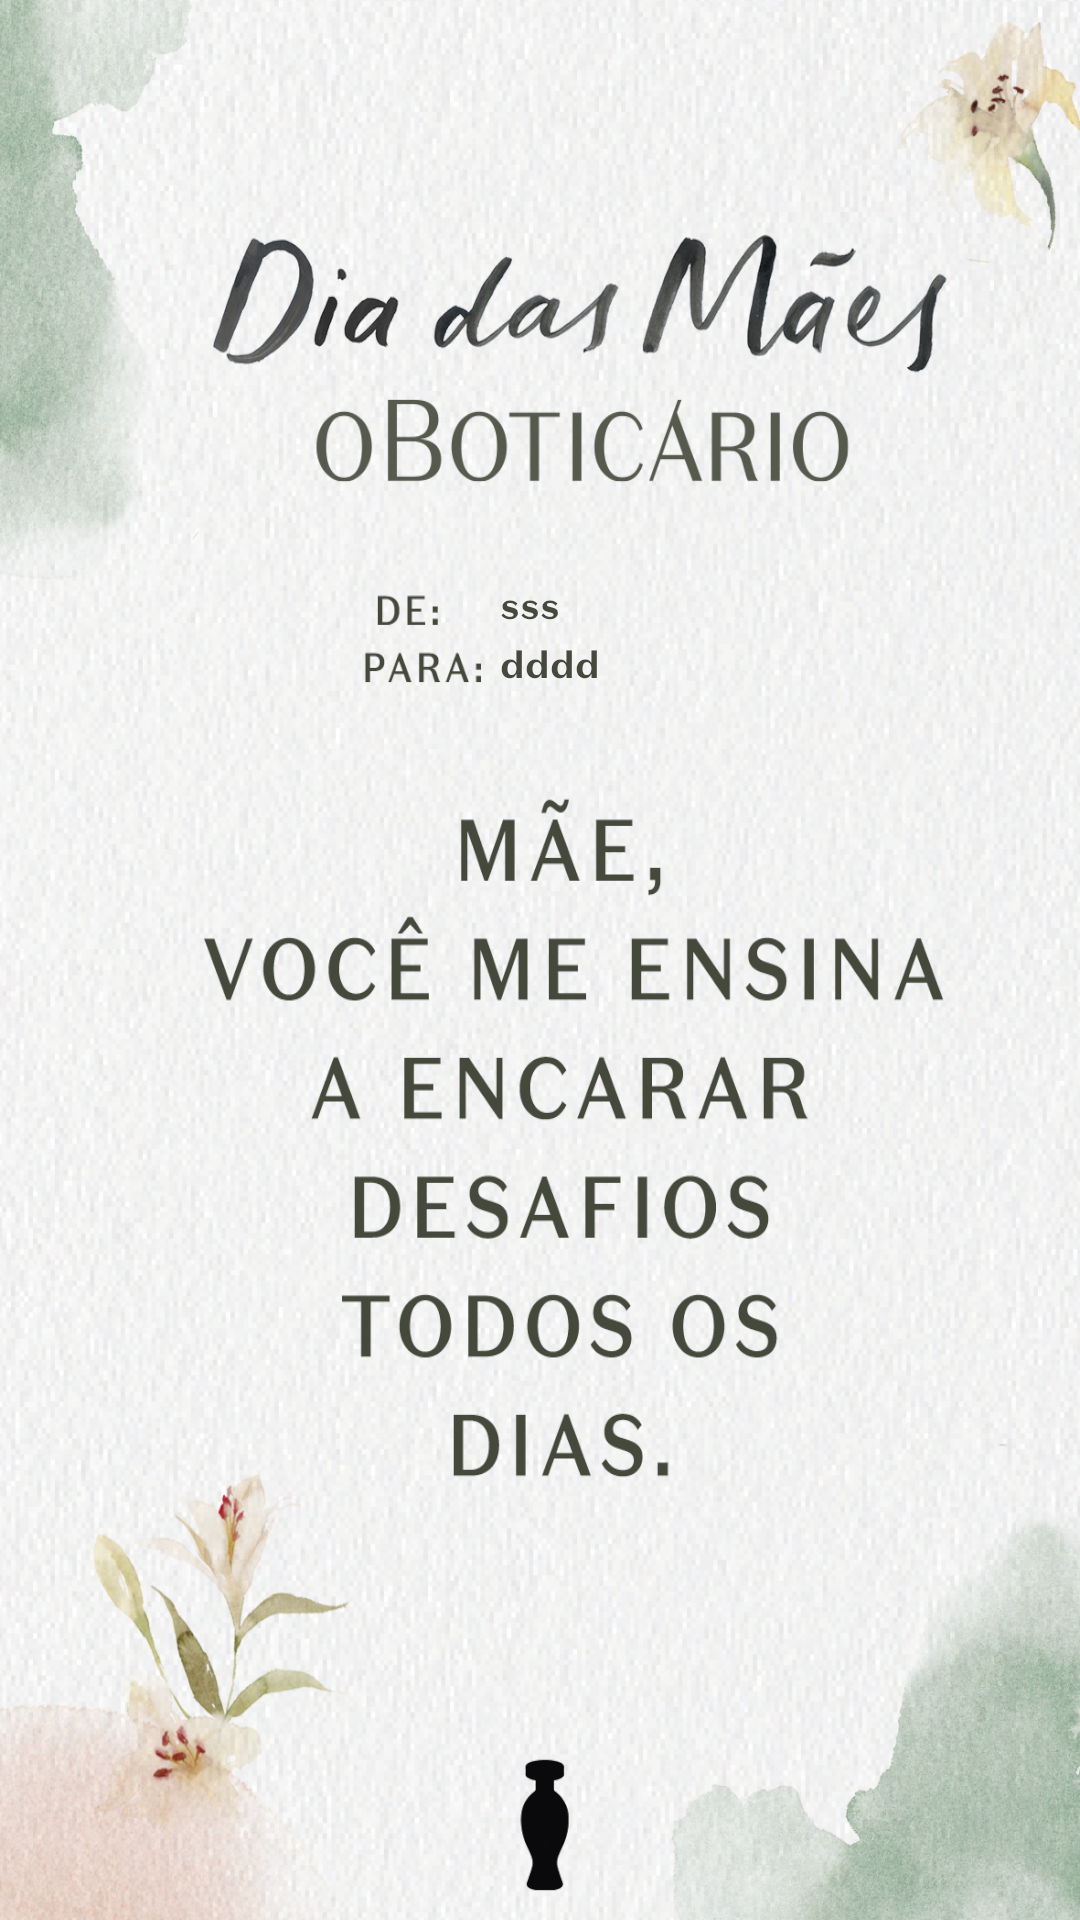 Dia das Mães
OBOTICÁRIO
DE: sss
PARA: dddd
MÃE,
VOCÊ ME ENSINA
A ENCARAR
DESAFIOS
TODOS OS
DIAS.